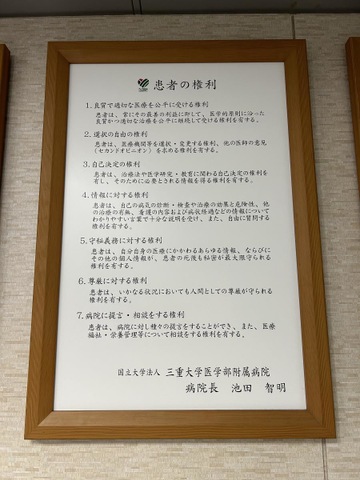 患者の権利
1.良質で適切な医療を公平に受ける権利
患者は、常にその最善の利益に即して、医学的原則に沿った
良質かつ適切な治療を公平に継続して受ける権利を有する。
2.選択の自由の権利
患者は、医療機関等を選択・変更する権利、他の医師の意見
(セカンドオピニオン)を求める権利を有する。
3.自己決定の権利
患者は、治療法や医学研究・教育に関わる自己決定の権利を
有し、そのために必要とされる情報を得る権利を有する。
4.情報に対する権利
患者は、自己の病気の診断・検査や治療の効果と危険性、他
の治療の有無、看護の内容および病状経過などの情報について
わかりやすい言葉で十分な説明を受け、また、自由に質問する
権利を有する。
5.守秘義務に対する権利
患者は、自分自身の医療にかかわるあらゆる情報、ならびに
その他の個人情報が、患者の死後も秘密が厳守される
権利を有する。
6.尊厳に対する権利
患者は、いかなる状況においても人間としての尊厳が守られる
権利を有する。
7.病院に提言・相談をする権利
患者は、病院に対し種々の提言をすることができ、また、医療
福祉・栄養管理等について相談をする権利を有する。
国立大学法人 三重大学医学部附属病院
病院長 池田 智明